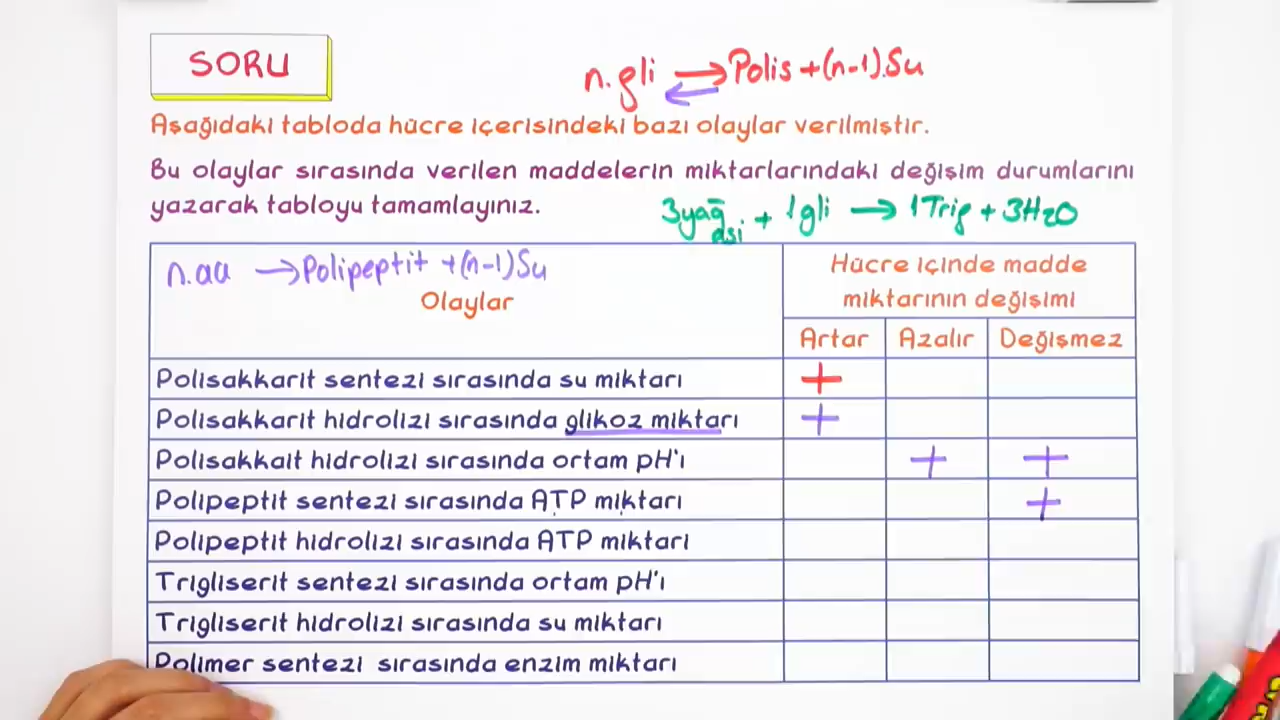 SORU
n.gli ⇄ Polis + (n-1).Su
Aşağıdaki tabloda hücre içerisindeki bazı olaylar verilmiştir.
Bu olaylar sırasında verilen maddelerin miktarlarındaki değişim durumlarını
yazarak tabloyu tamamlayınız.
3yağ asi + 1gli → 1Trig + 3H2O
n.aa → Polipeptit + (n-1)Su
Olaylar
Hücre içinde madde
miktarının değişimi
Artar Azalır Değişmez
Polisakkarit sentezi sırasında su miktarı +
Polisakkarit hidrolizi sırasında glikoz miktarı +
Polisakkait hidrolizi sırasında ortam pH'ı + +
Polipeptit sentezi sırasında ATP miktarı +
Polipeptit hidrolizi sırasında ATP miktarı
Trigliserit sentezi sırasında ortam pH'ı
Trigliserit hidrolizi sırasında su miktarı
Polimer sentezi sırasında enzim miktarı